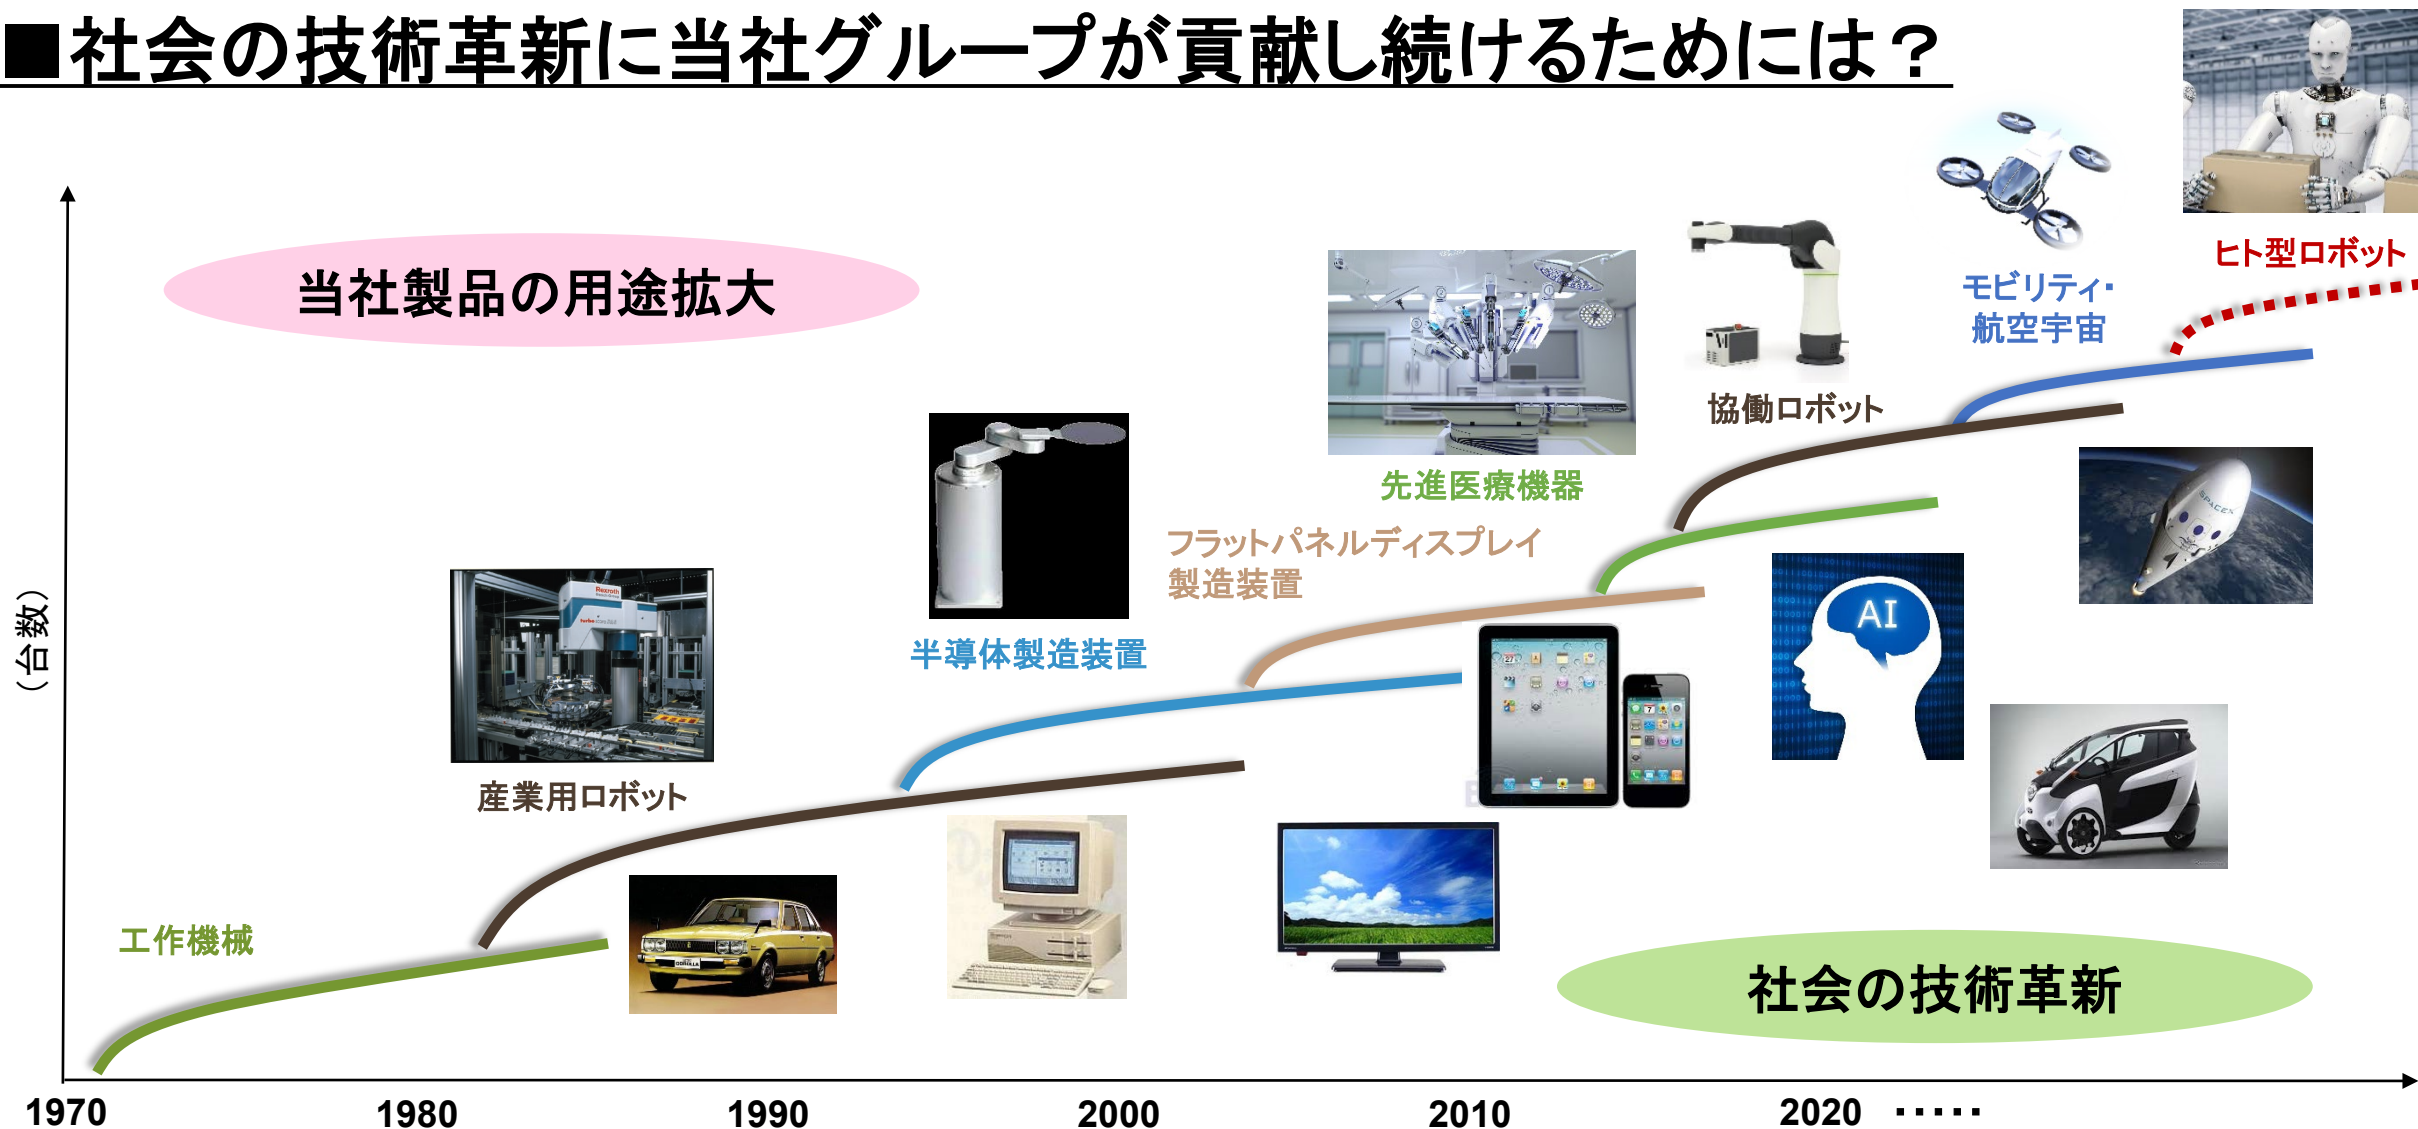 ■社会の技術革新に当社グループが貢献し続けるためには？
当社製品の用途拡大
ヒト型ロボット
モビリティ・
航空宇宙
協働ロボット
先進医療機器
フラットパネルディスプレイ
製造装置
半導体製造装置
産業用ロボット
工作機械
（台数）
Rexroth
turbo
SPACEX
AI
COROLLA
社会の技術革新
1970
1980
1990
2000
2010
2020 ・・・・・